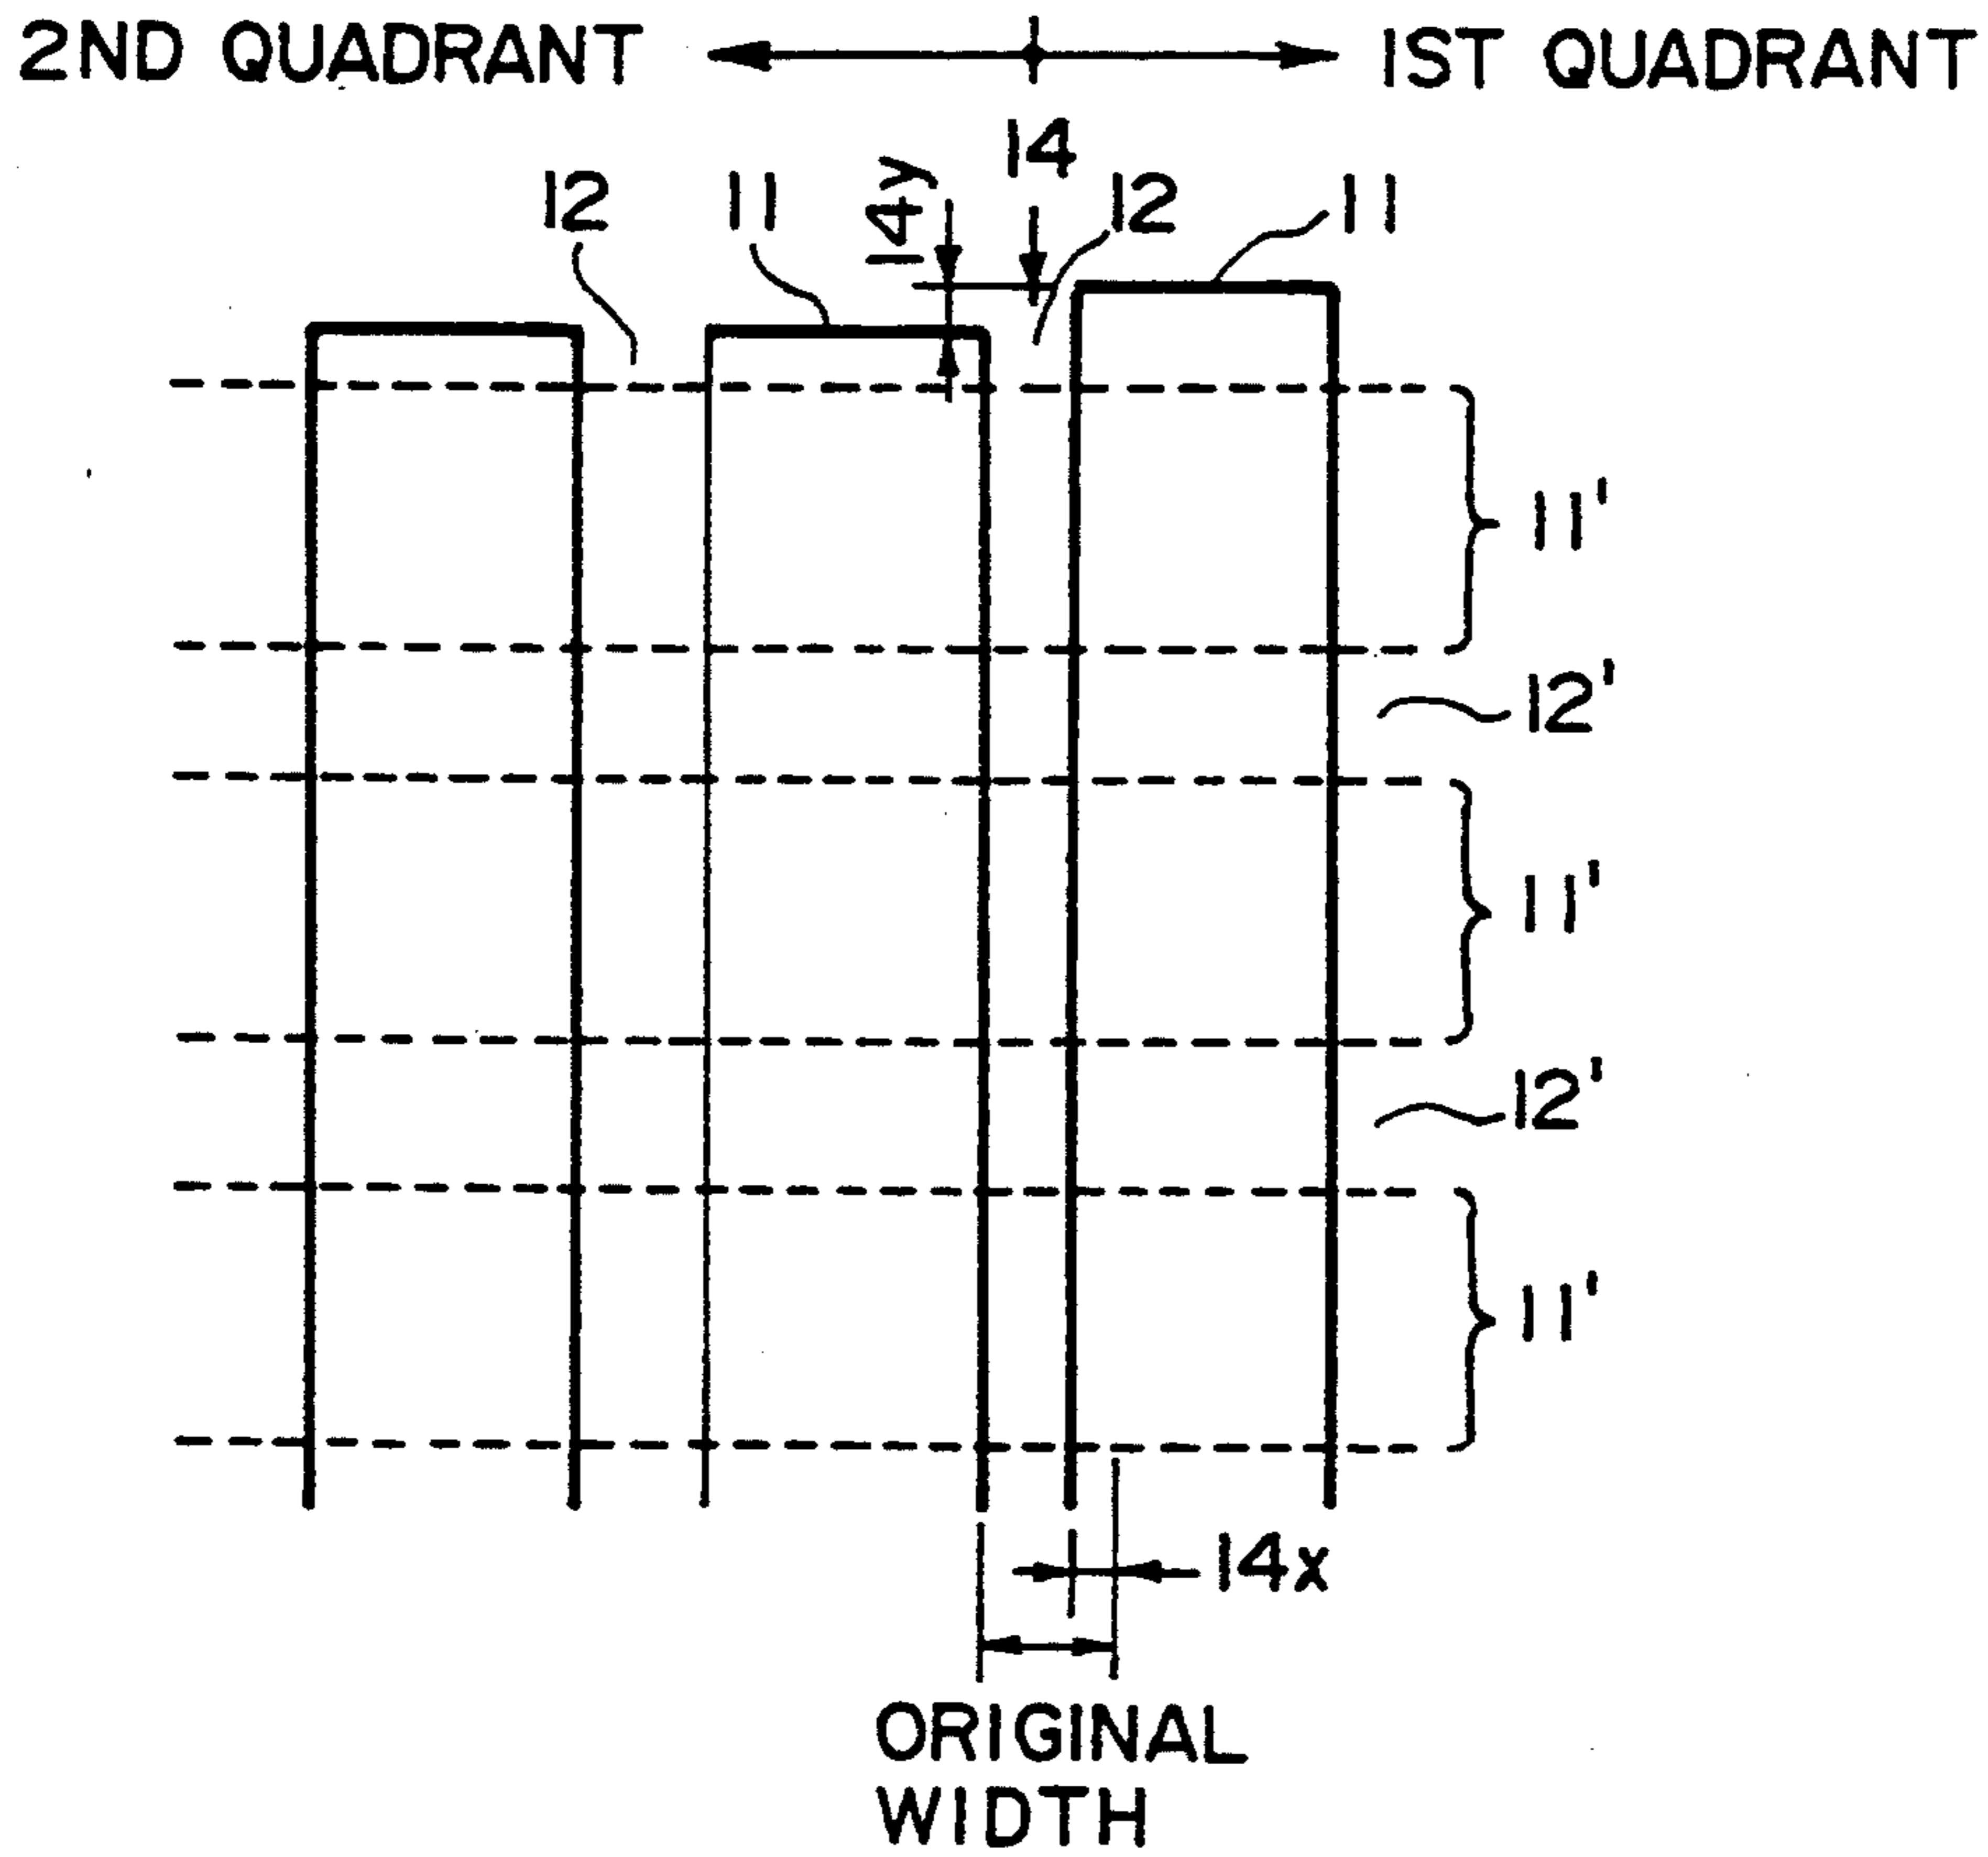 2ND QUADRANT 1ST QUADRANT
14
12 11 14y 12 11
11'
12'
11'
12'
11'
14x
ORIGINAL
WIDTH